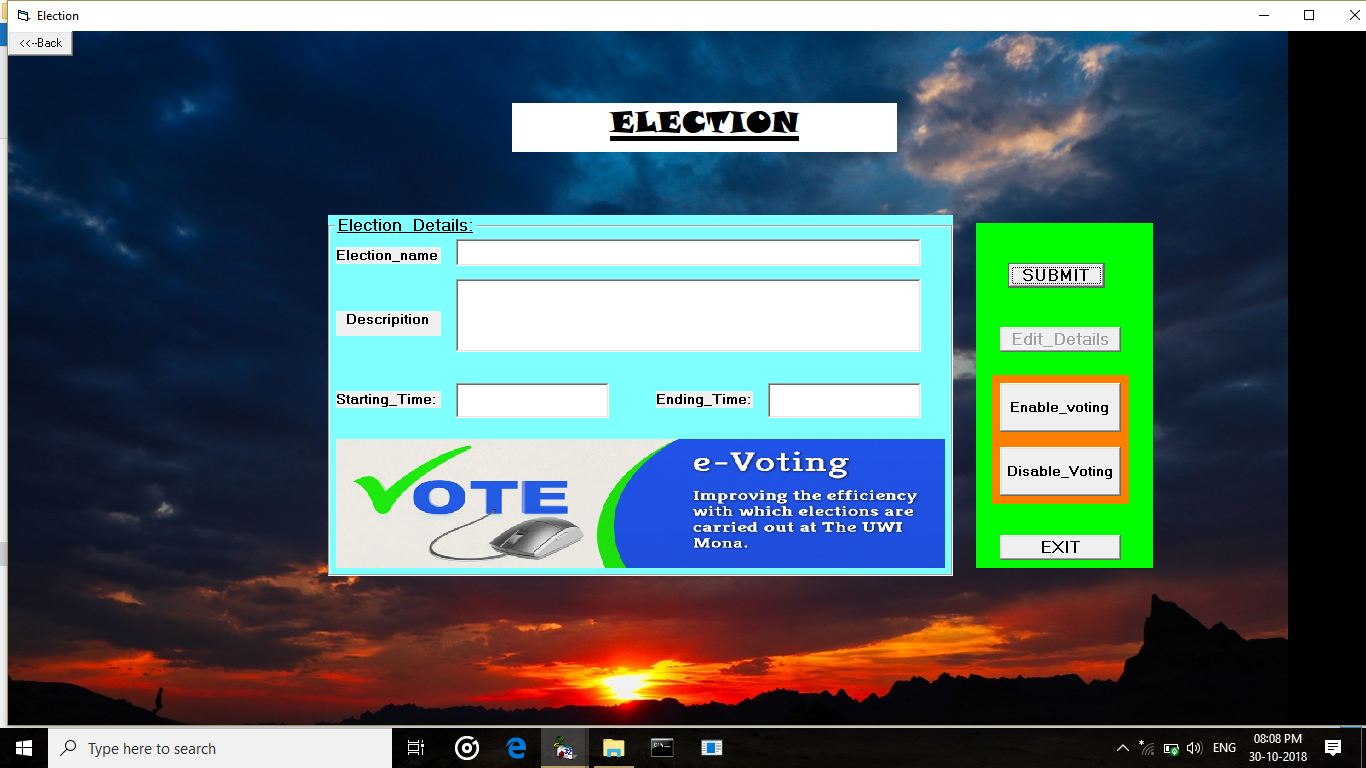 Election
<<--Back
ELECTION
Election_Details:
Election_name
Descripition
Starting_Time:
Ending_Time:
VOTE
e-Voting
Improving the efficiency
with which elections are
carried out at The UWI
Mona.
SUBMIT
Edit_Details
Enable_voting
Disable_Voting
EXIT
Type here to search
ENG
08:08 PM
30-10-2018